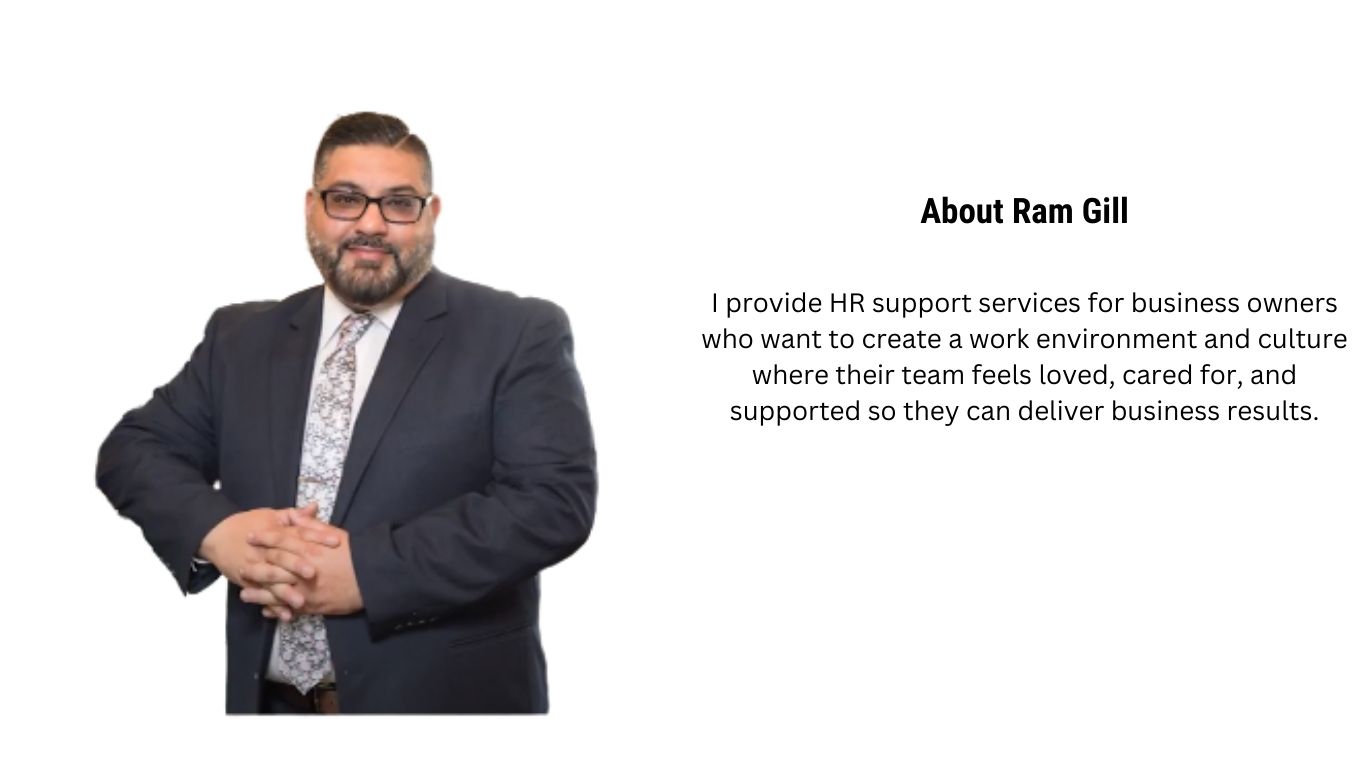 About Ram Gill
I provide HR support services for business owners
who want to create a work environment and culture
where their team feels loved, cared for, and
supported so they can deliver business results.